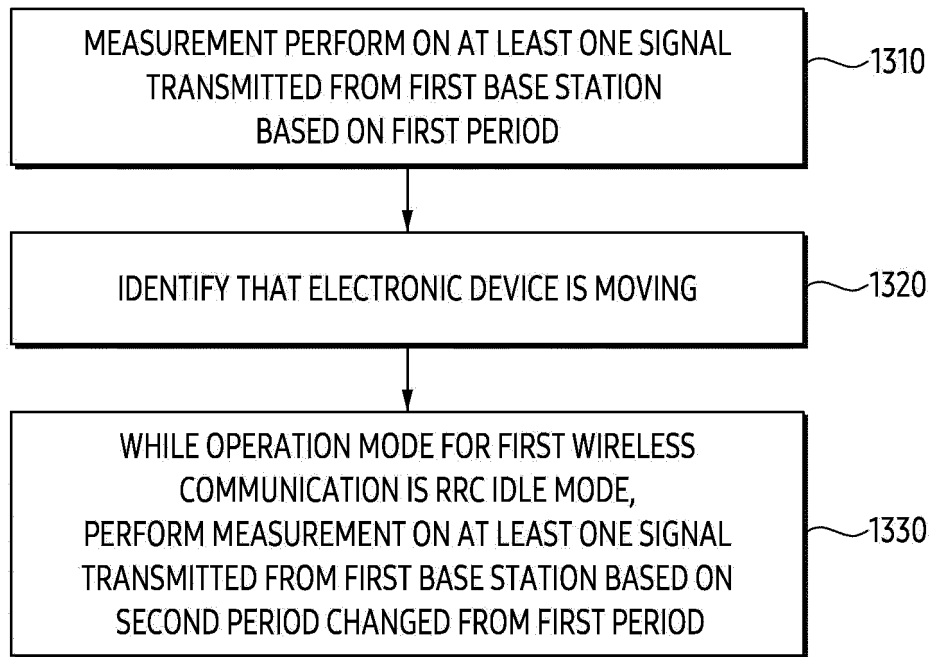 MEASUREMENT PERFORM ON AT LEAST ONE SIGNAL
TRANSMITTED FROM FIRST BASE STATION
BASED ON FIRST PERIOD
1310
IDENTIFY THAT ELECTRONIC DEVICE IS MOVING
1320
WHILE OPERATION MODE FOR FIRST WIRELESS
COMMUNICATION IS RRC IDLE MODE,
PERFORM MEASUREMENT ON AT LEAST ONE SIGNAL
TRANSMITTED FROM FIRST BASE STATION BASED ON
SECOND PERIOD CHANGED FROM FIRST PERIOD
1330